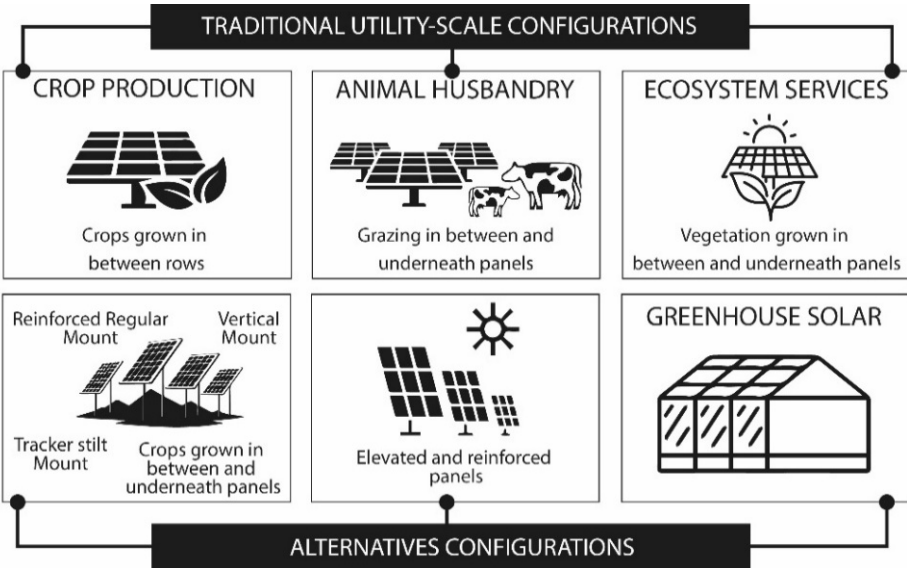 TRADITIONAL UTILITY-SCALE CONFIGURATIONS
CROP PRODUCTION
Crops grown in
between rows
ANIMAL HUSBANDRY
Grazing in between and
underneath panels
ECOSYSTEM SERVICES
Vegetation grown in
between and underneath panels
Reinforced Regular
Mount
Vertical
Mount
Tracker stilt
Mount
Crops grown in
between and
underneath panels
Elevated and reinforced
panels
GREENHOUSE SOLAR
ALTERNATIVES CONFIGURATIONS